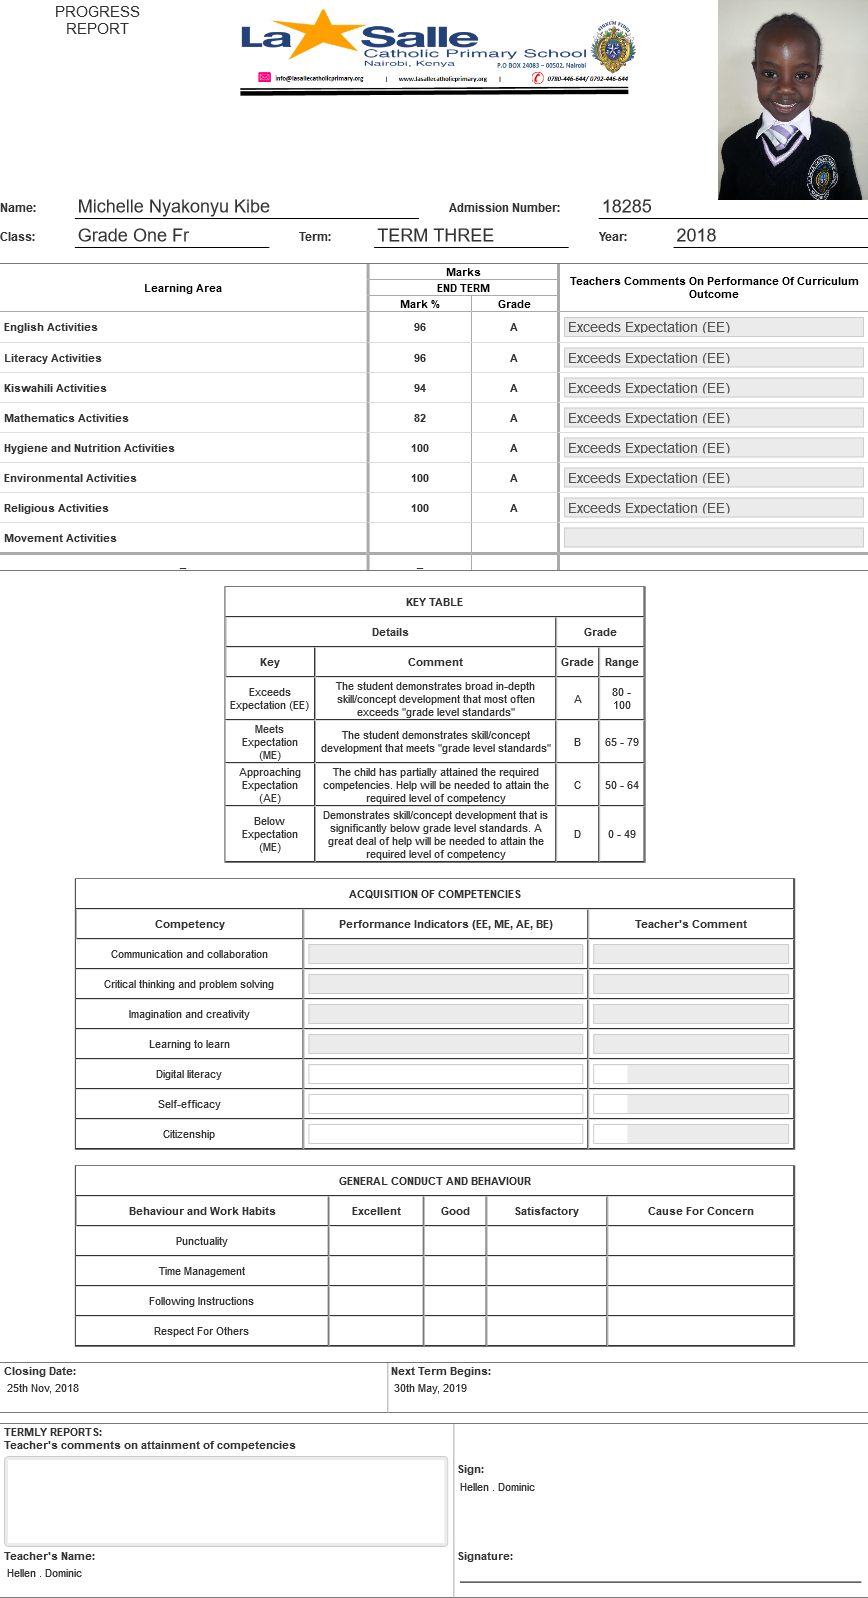 PROGRESS
REPORT
La Salle
Catholic Primary School
Nairobi, Kenya
P.O BOX 24083 – 00502, Nairobi
info@lasallecatholicprimary.org | www.lasallecatholicprimary.org | 0780-446-644/ 0792-446-644
Name: Michelle Nyakonyu Kibe Admission Number: 18285
Class: Grade One Fr Term: TERM THREE Year: 2018
Learning Area Marks Teachers Comments On Performance Of Curriculum Outcome
END TERM
Mark % Grade
English Activities 96 A Exceeds Expectation (EE)
Literacy Activities 96 A Exceeds Expectation (EE)
Kiswahili Activities 94 A Exceeds Expectation (EE)
Mathematics Activities 82 A Exceeds Expectation (EE)
Hygiene and Nutrition Activities 100 A Exceeds Expectation (EE)
Environmental Activities 100 A Exceeds Expectation (EE)
Religious Activities 100 A Exceeds Expectation (EE)
Movement Activities
_ _
KEY TABLE
Details Grade
Key Comment Grade Range
Exceeds Expectation (EE) The student demonstrates broad in-depth skill/concept development that most often exceeds "grade level standards" A 80 - 100
Meets Expectation (ME) The student demonstrates skill/concept development that meets "grade level standards" B 65 - 79
Approaching Expectation (AE) The child has partially attained the required competencies. Help will be needed to attain the required level of competency C 50 - 64
Below Expectation (ME) Demonstrates skill/concept development that is significantly below grade level standards. A great deal of help will be needed to attain the required level of competency D 0 - 49
ACQUISITION OF COMPETENCIES
Competency Performance Indicators (EE, ME, AE, BE) Teacher's Comment
Communication and collaboration
Critical thinking and problem solving
Imagination and creativity
Learning to learn
Digital literacy
Self-efficacy
Citizenship
GENERAL CONDUCT AND BEHAVIOUR
Behaviour and Work Habits Excellent Good Satisfactory Cause For Concern
Punctuality
Time Management
Following Instructions
Respect For Others
Closing Date: Next Term Begins:
25th Nov, 2018 30th May, 2019
TERMLY REPORTS:
Teacher's comments on attainment of competencies
Sign:
Hellen . Dominic
Teacher's Name: Signature:
Hellen . Dominic